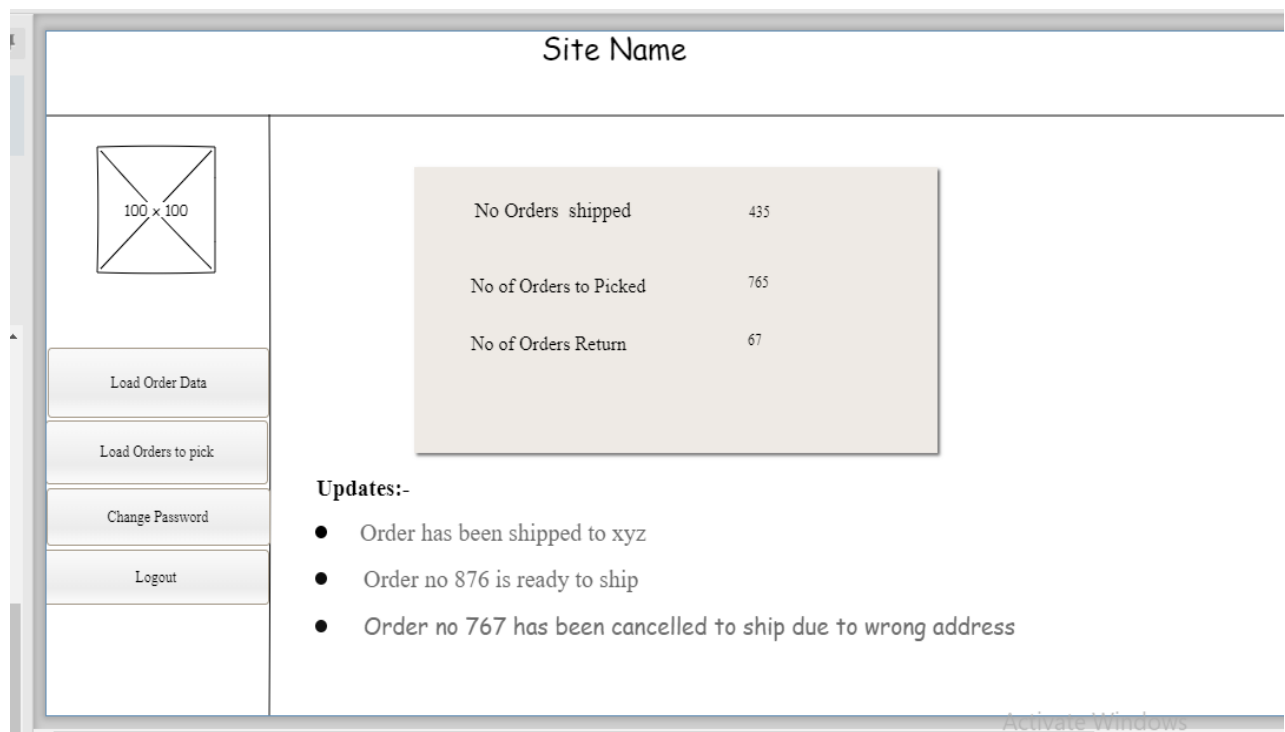 Site Name
100 x 100
No Orders shipped 435
No of Orders to Picked 765
No of Orders Return 67
Load Order Data
Load Orders to pick
Change Password
Logout
Updates:-
Order has been shipped to xyz
Order no 876 is ready to ship
Order no 767 has been cancelled to ship due to wrong address
Activate Windows